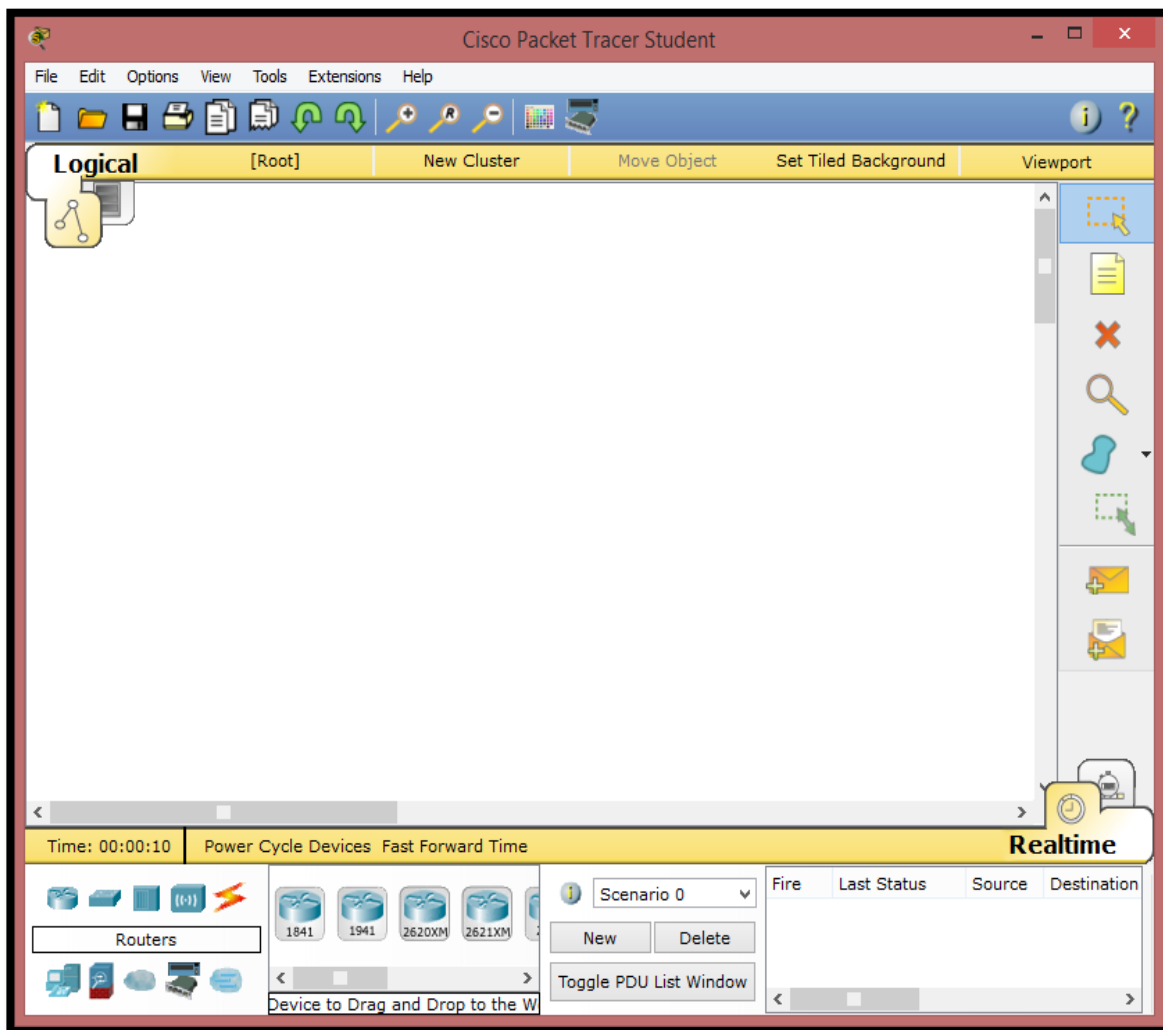 Cisco Packet Tracer Student
File Edit Options View Tools Extensions Help
Logical [Root] New Cluster Move Object Set Tiled Background Viewport
Time: 00:00:10 Power Cycle Devices Fast Forward Time Realtime
Routers
1841 1941 2620XM 2621XM
Device to Drag and Drop to the W
Scenario 0
New Delete
Toggle PDU List Window
Fire Last Status Source Destination